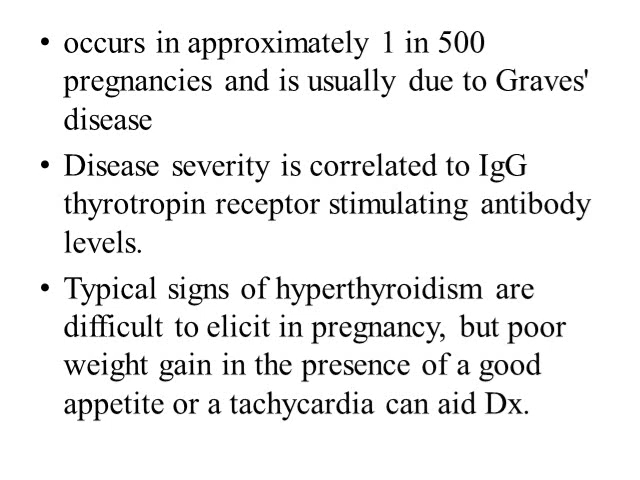 • occurs in approximately 1 in 500
pregnancies and is usually due to Graves'
disease
• Disease severity is correlated to IgG
thyrotropin receptor stimulating antibody
levels.
• Typical signs of hyperthyroidism are
difficult to elicit in pregnancy, but poor
weight gain in the presence of a good
appetite or a tachycardia can aid Dx.